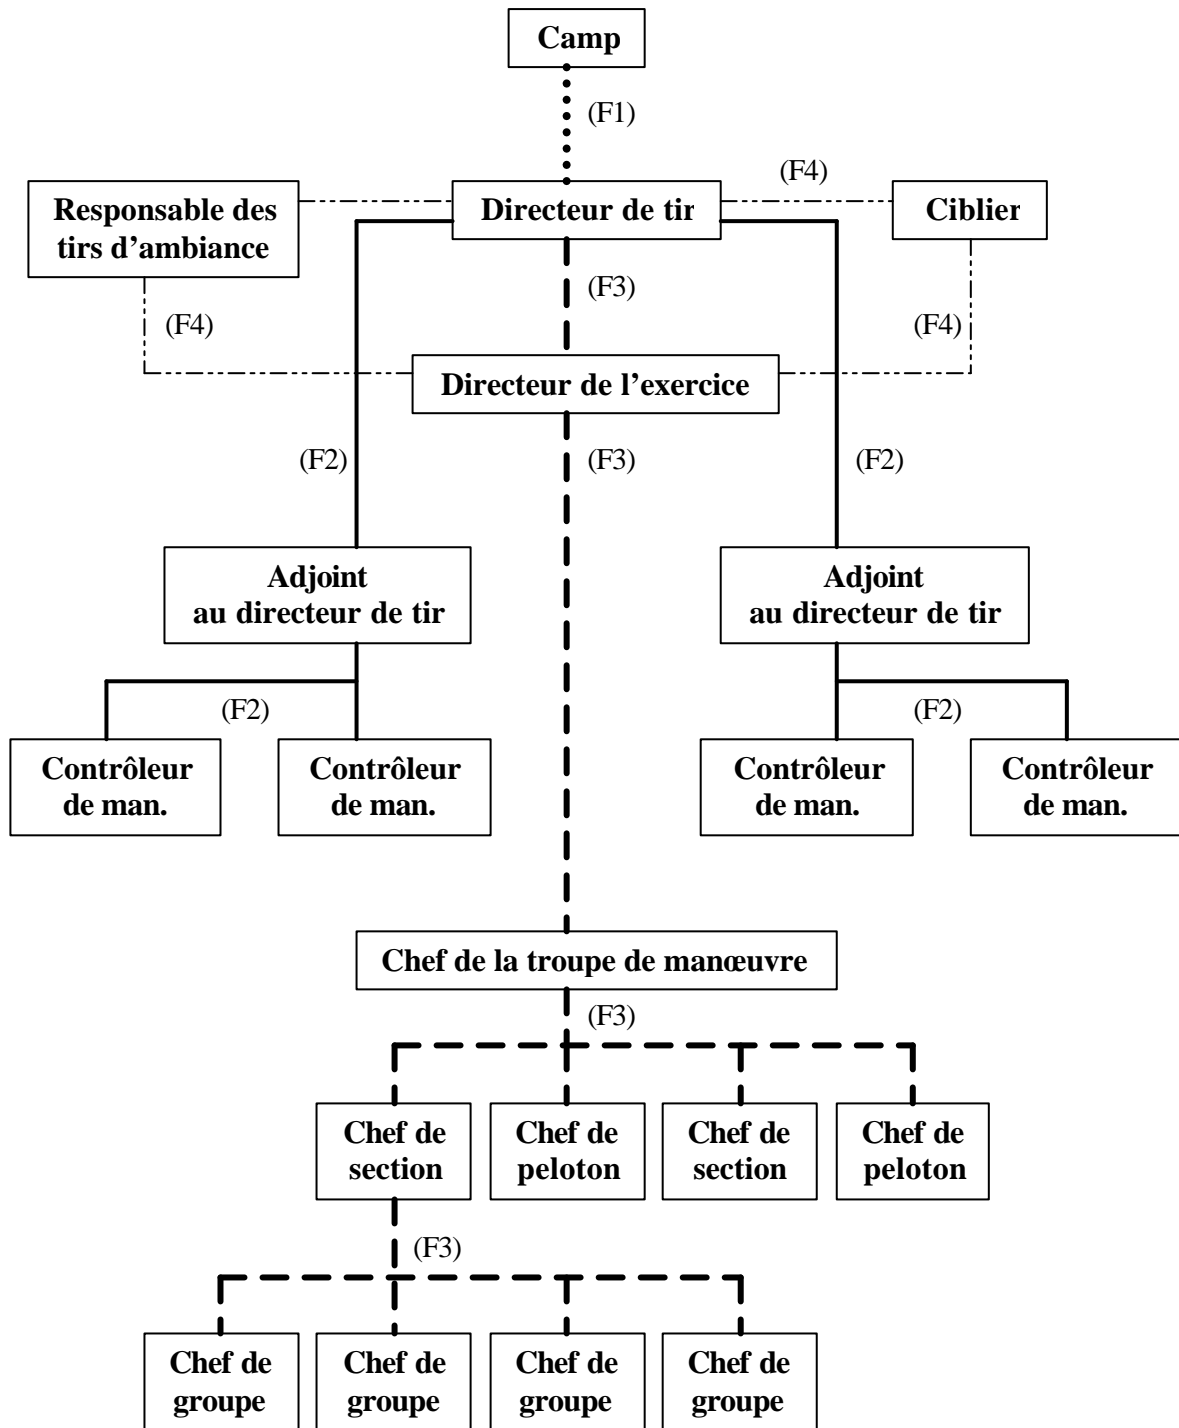 Camp
(F1)
(F4)
Responsable des
tirs d’ambiance
Directeur de tir
Ciblier
(F3)
(F4)
(F4)
Directeur de l’exercice
(F2)
(F3)
(F2)
Adjoint
au directeur de tir
Adjoint
au directeur de tir
(F2)
(F2)
Contrôleur
de man.
Contrôleur
de man.
Contrôleur
de man.
Contrôleur
de man.
Chef de la troupe de manœuvre
(F3)
Chef de
section
Chef de
peloton
Chef de
section
Chef de
peloton
(F3)
Chef de
groupe
Chef de
groupe
Chef de
groupe
Chef de
groupe